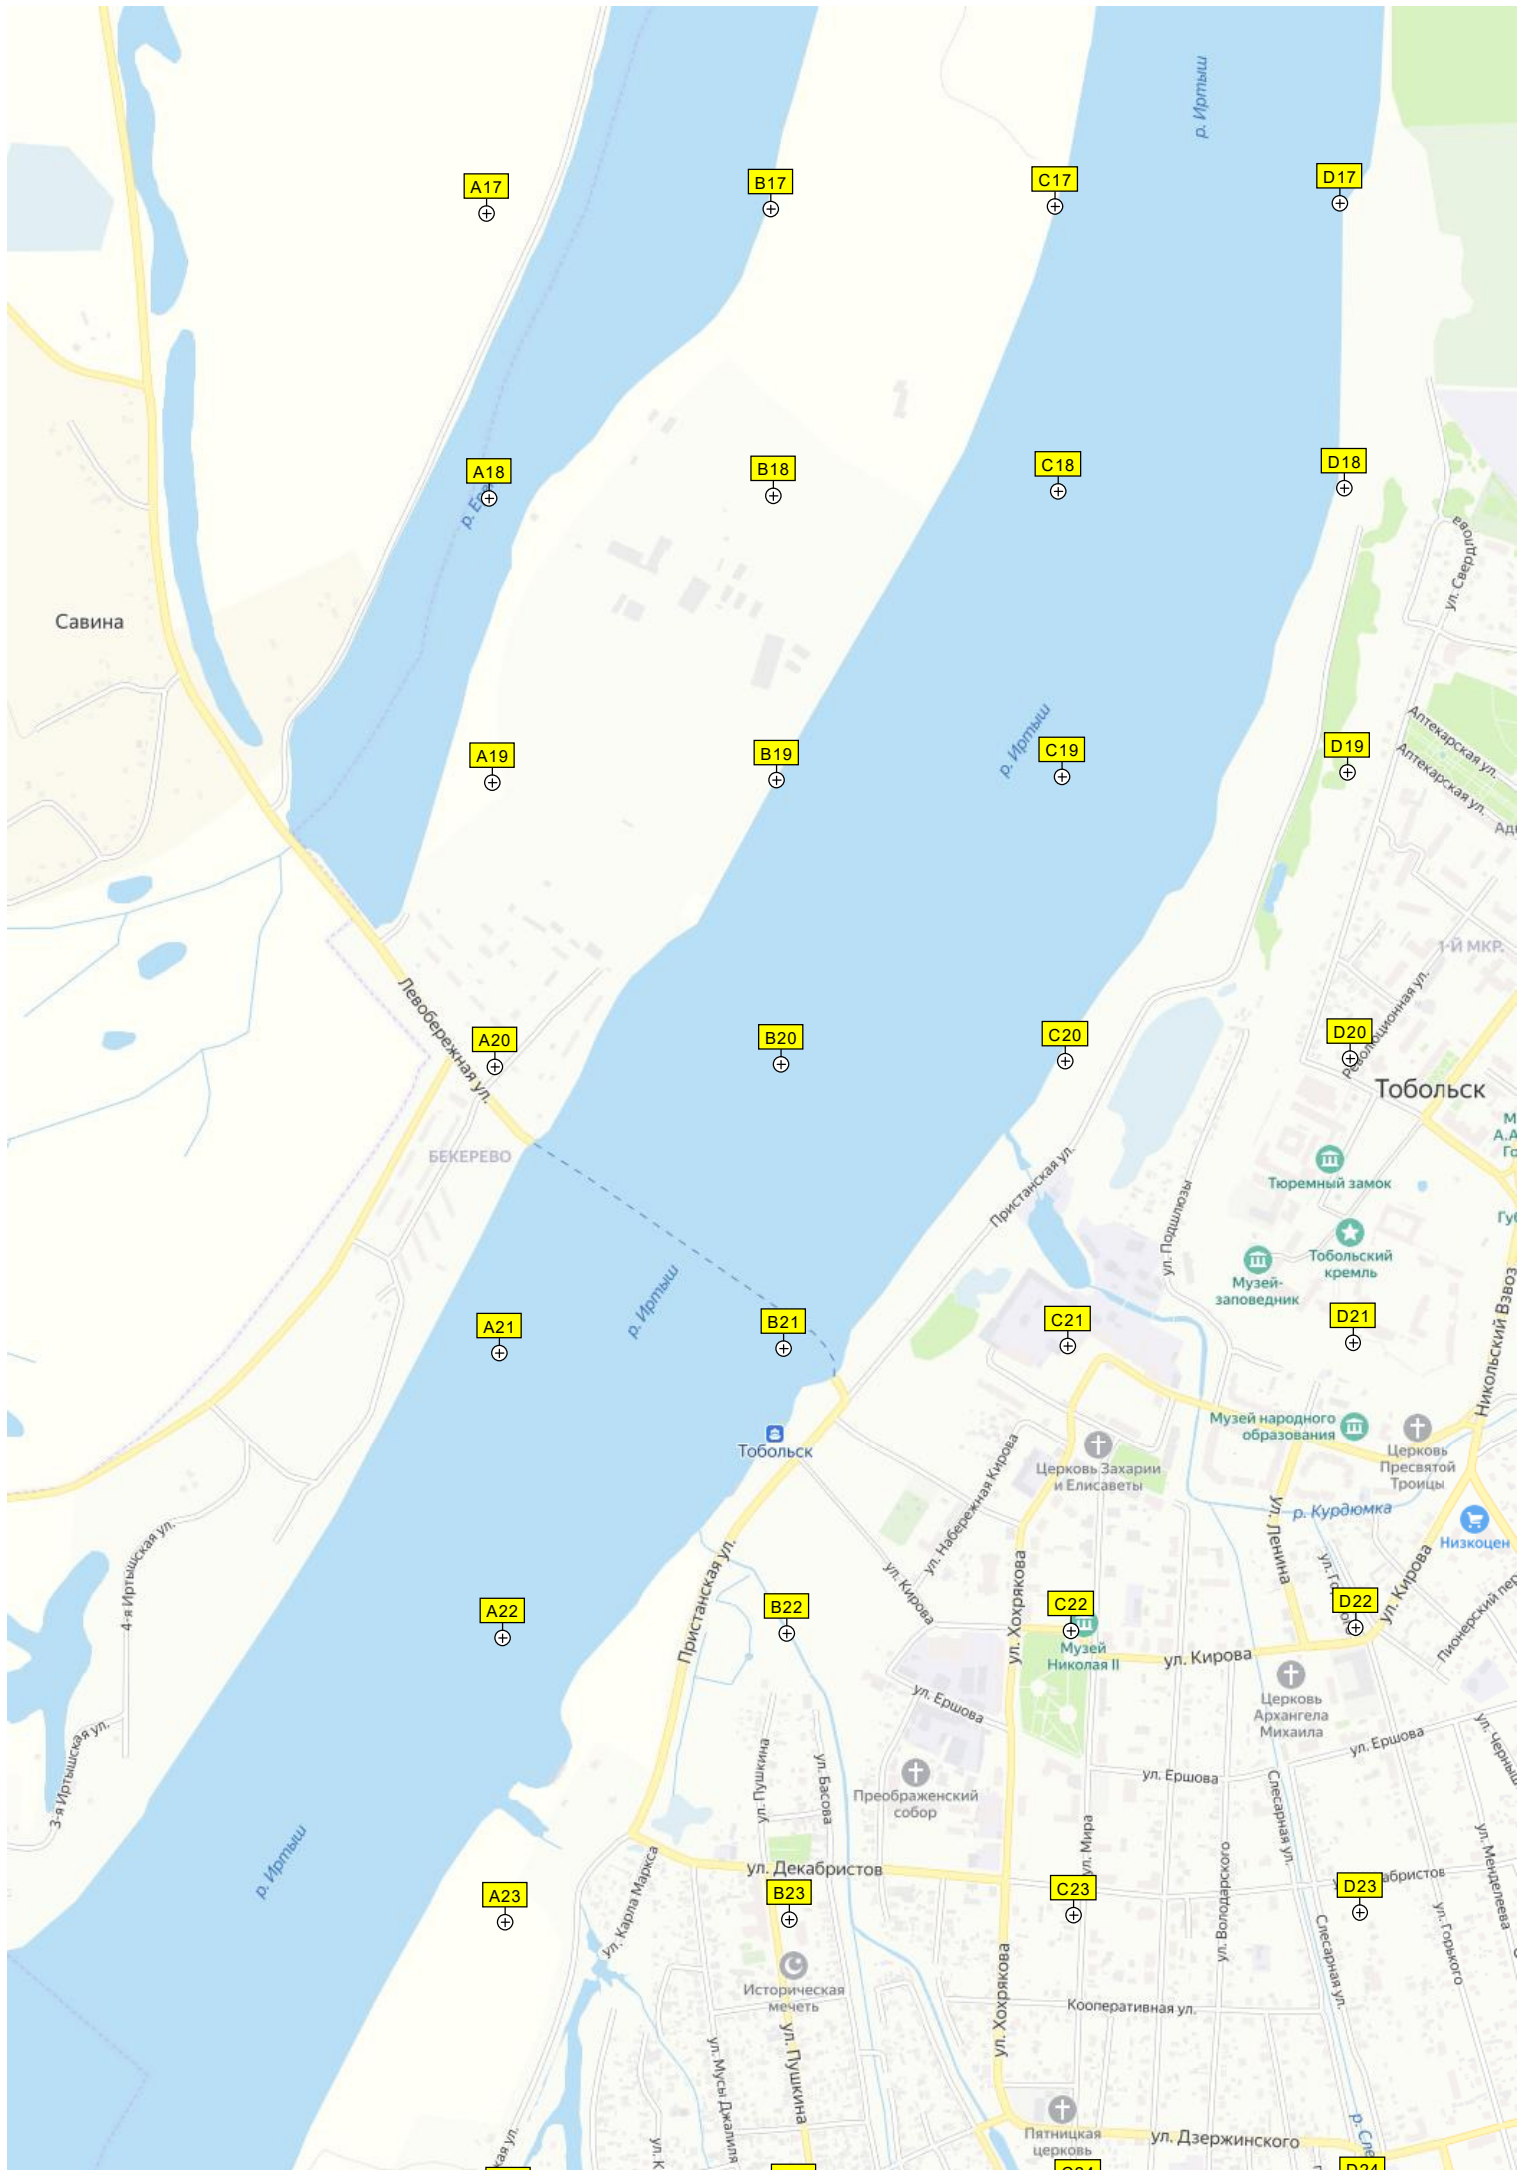 р. Иртыш
A17
B17
C17
D17
A18
B18
C18
D18
р.
ул. Свердлова
Савина
р. Иртыш
A19
B19
C19
D19
Аптекарская ул.
Аптекарская ул.
1-Й МКР.
Левобережная ул.
A20
B20
C20
D20
Революционная ул.
Тобольск
БЕКЕРЕВО
Пристанская ул.
ул. Подшлюзы
Тюремный замок
Тобольский
кремль
Музей-
заповедник
Никольский Взвоз
р. Иртыш
A21
B21
C21
D21
Тобольск
Музей народного
образования
Церковь
Пресвятой
Троицы
Церковь Захарии
и Елисаветы
ул. Набережная Кирова
р. Курдюмка
ул. Ленина
Низкоцен
4-я Иртышская ул.
Пристанская ул.
ул. Кирова
ул. Хохрякова
ул. Кирова
Пионерский пер
A22
B22
C22
D22
Музей
Николая II
ул. Кирова
ул. Ершова
Церковь
Архангела
Михаила
ул. Ершова
3-я Иртышская ул.
ул. Пушкина
ул. Басова
ул. Ершова
Слесарная ул.
Преображенский
собор
ул. Мира
ул. Менделеева
р. Иртыш
ул. Декабристов
ул. Карла Маркса
ул. Володарского
A23
B23
C23
D23
ул. Горького
Слесарная ул.
Историческая
мечеть
Кооперативная ул.
ул. Хохрякова
ул. Пушкина
ул. Мусы Джалиля
Пятницкая
церковь
ул. Дзержинского